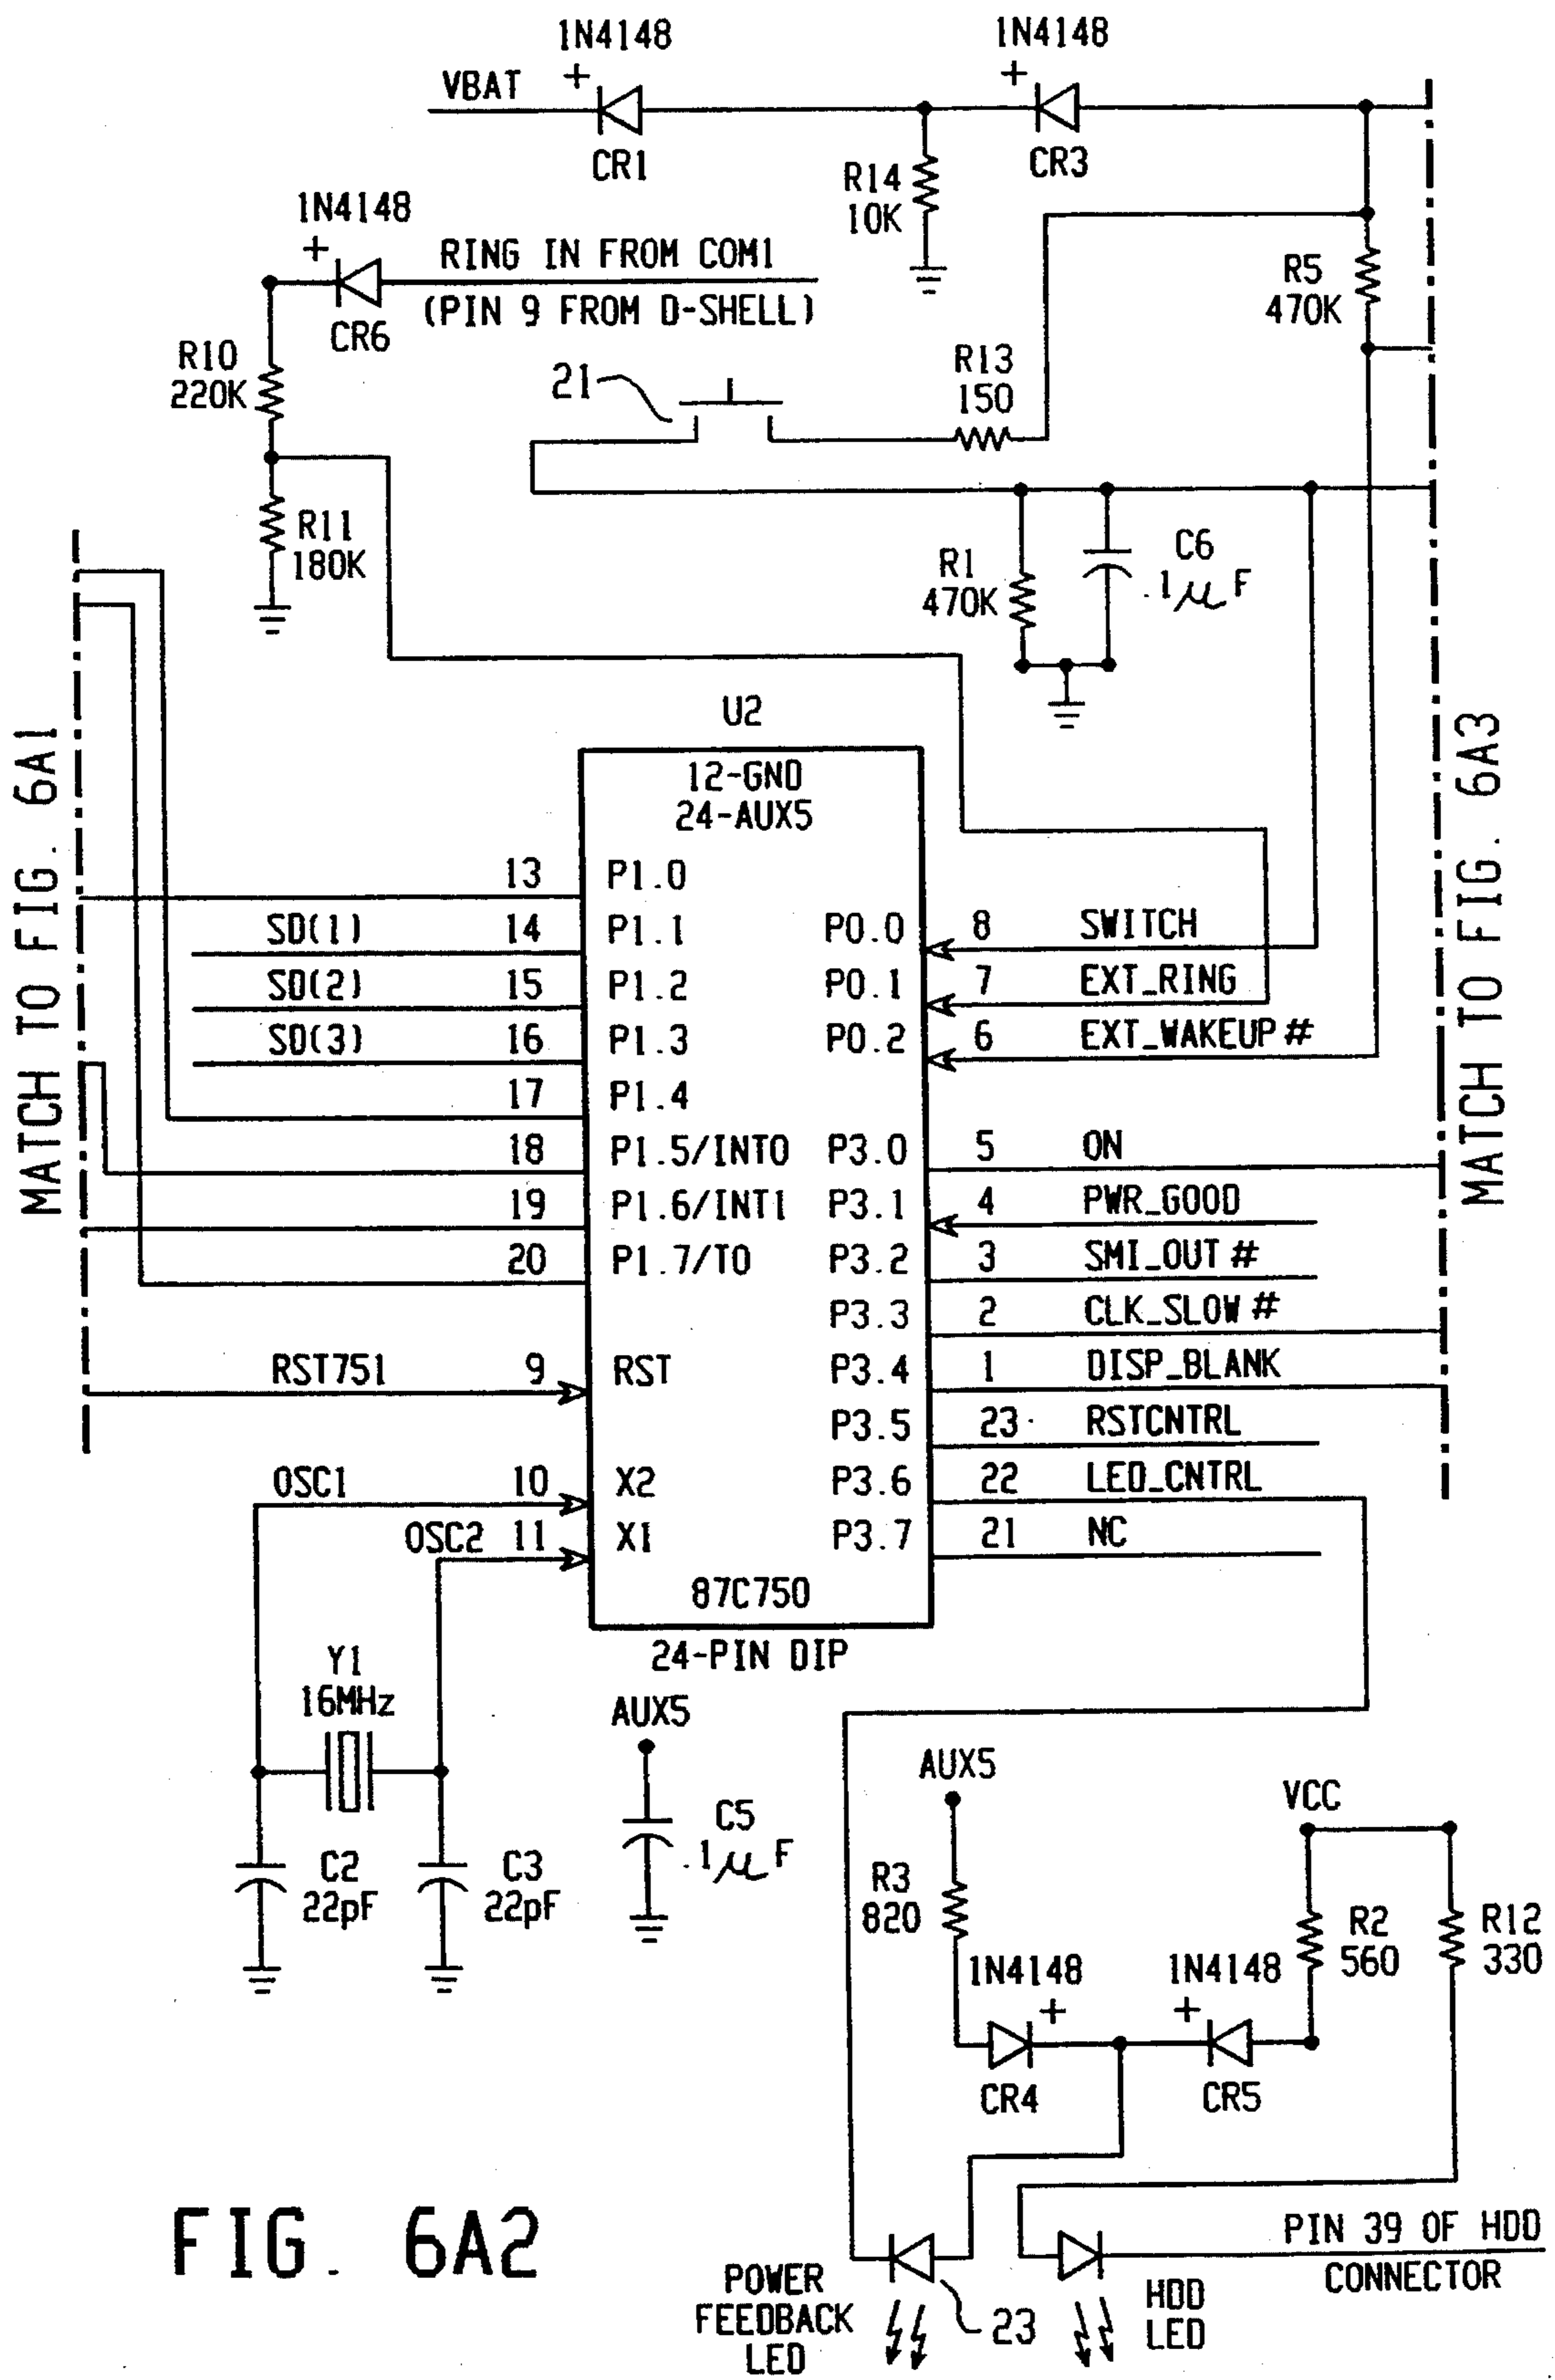 1N4148
+
VBAT
CR1
1N4148
+
CR3
R14
10K
1N4148
+
CR6
RING IN FROM COM1
(PIN 9 FROM D-SHELL)
R5
470K
R10
220K
21
R13
150
R11
180K
R1
470K
C6
.1μF
MATCH TO FIG. 6A1
MATCH TO FIG. 6A3
U2
12-GND
24-AUX5
13 P1.0
SD(1) 14 P1.1
SD(2) 15 P1.2
SD(3) 16 P1.3
17 P1.4
18 P1.5/INT0
19 P1.6/INT1
20 P1.7/T0
RST751 9 RST
OSC1 10 X2
OSC2 11 X1
P0.0 8 SWITCH
P0.1 7 EXT_RING
P0.2 6 EXT_WAKEUP#
P3.0 5 ON
P3.1 4 PWR_GOOD
P3.2 3 SMI_OUT#
P3.3 2 CLK_SLOW#
P3.4 1 DISP_BLANK
P3.5 23 RSTCNTRL
P3.6 22 LED_CNTRL
P3.7 21 NC
87C750
24-PIN DIP
Y1
16MHz
C2
22pF
C3
22pF
AUX5
C5
.1μF
AUX5
R3
820
VCC
R2
560
R12
330
1N4148
+
CR4
1N4148
+
CR5
PIN 39 OF HDD
CONNECTOR
POWER
FEEDBACK
LED
23
HDD
LED
FIG. 6A2